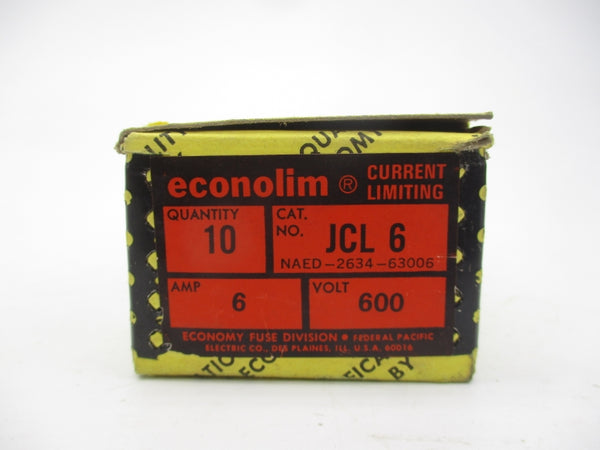 econolim ® CURRENT LIMITING
QUANTITY 10
CAT. NO. JCL 6
NAED-2634-63006
AMP 6
VOLT 600
ECONOMY FUSE DIVISION • FEDERAL PACIFIC
ELECTRIC CO., DES PLAINES, ILL. U.S.A. 60016
BY